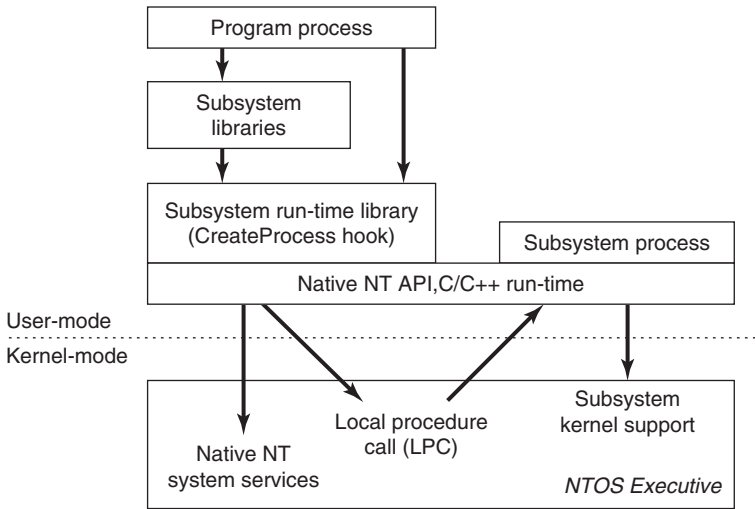 Program process
Subsystem
libraries
Subsystem run-time library
(CreateProcess hook)
Subsystem process
Native NT API,C/C++ run-time
User-mode
Kernel-mode
Native NT
system services
Local procedure
call (LPC)
Subsystem
kernel support
NTOS Executive